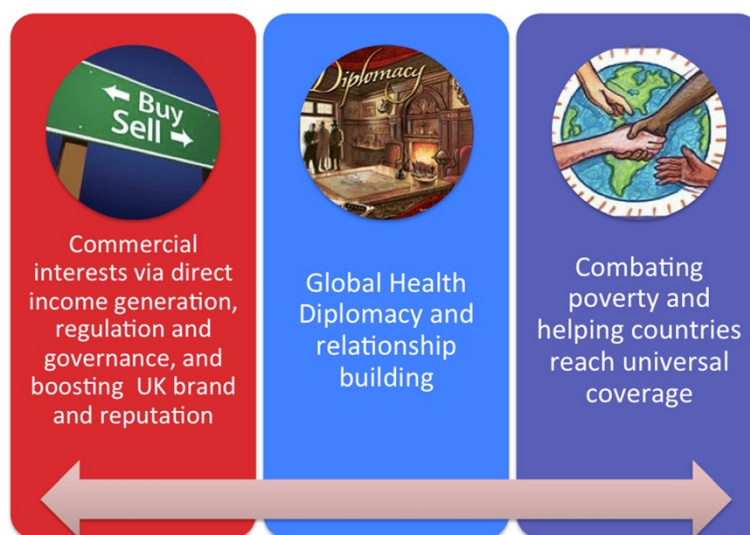 Buy
Sell
Commercial
interests via direct
income generation,
regulation and
governance, and
boosting UK brand
and reputation
Diplomacy
Global Health
Diplomacy and
relationship
building
Combating
poverty and
helping countries
reach universal
coverage